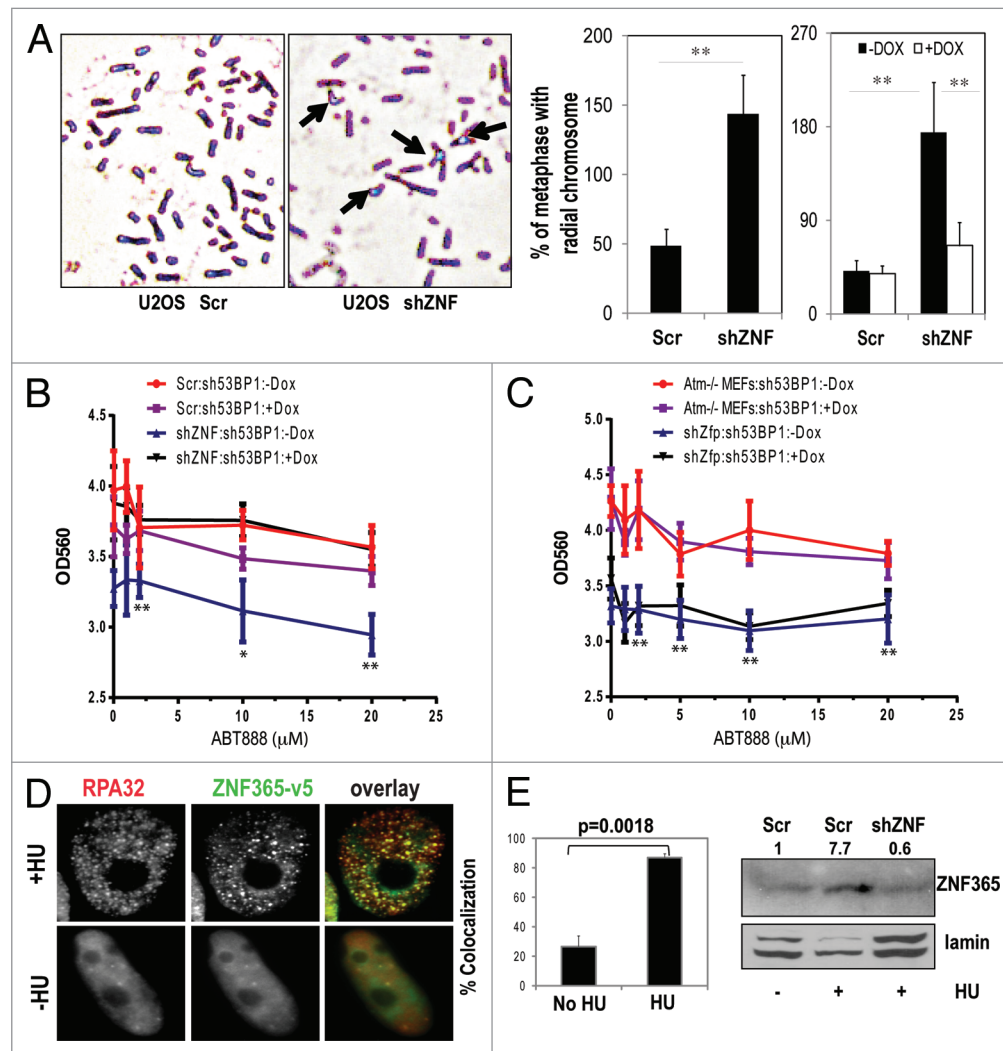 A
U2OS Scr
U2OS shZNF
% of metaphase with
radial chromosome
200
150
100
50
0
**
Scr
shZNF
270
180
90
0
-DOX
+DOX
**
**
Scr
shZNF
B
Scr:sh53BP1:-Dox
Scr:sh53BP1:+Dox
shZNF:sh53BP1:-Dox
shZNF:sh53BP1:+Dox
OD560
4.5
4.0
3.5
3.0
2.5
**
*
**
0
5
10
15
20
25
ABT888 (μM)
C
Atm-/- MEFs:sh53BP1:-Dox
Atm-/- MEFs:sh53BP1:+Dox
shZfp:sh53BP1:-Dox
shZfp:sh53BP1:+Dox
OD560
5.0
4.5
4.0
3.5
3.0
2.5
**
**
**
**
0
5
10
15
20
25
ABT888 (μM)
D
RPA32
ZNF365-v5
overlay
+HU
-HU
% Colocalization
E
p=0.0018
100
80
60
40
20
0
No HU
HU
Scr
Scr
shZNF
1
7.7
0.6
ZNF365
lamin
-
+
+
HU